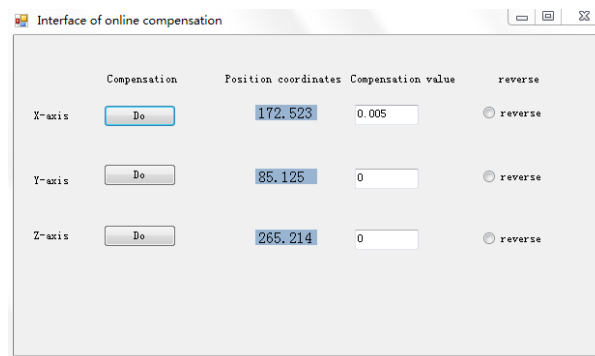 Interface of online compensation
Compensation Position coordinates Compensation value reverse
X-axis Do 172.523 0.005 reverse
Y-axis Do 85.125 0 reverse
Z-axis Do 265.214 0 reverse